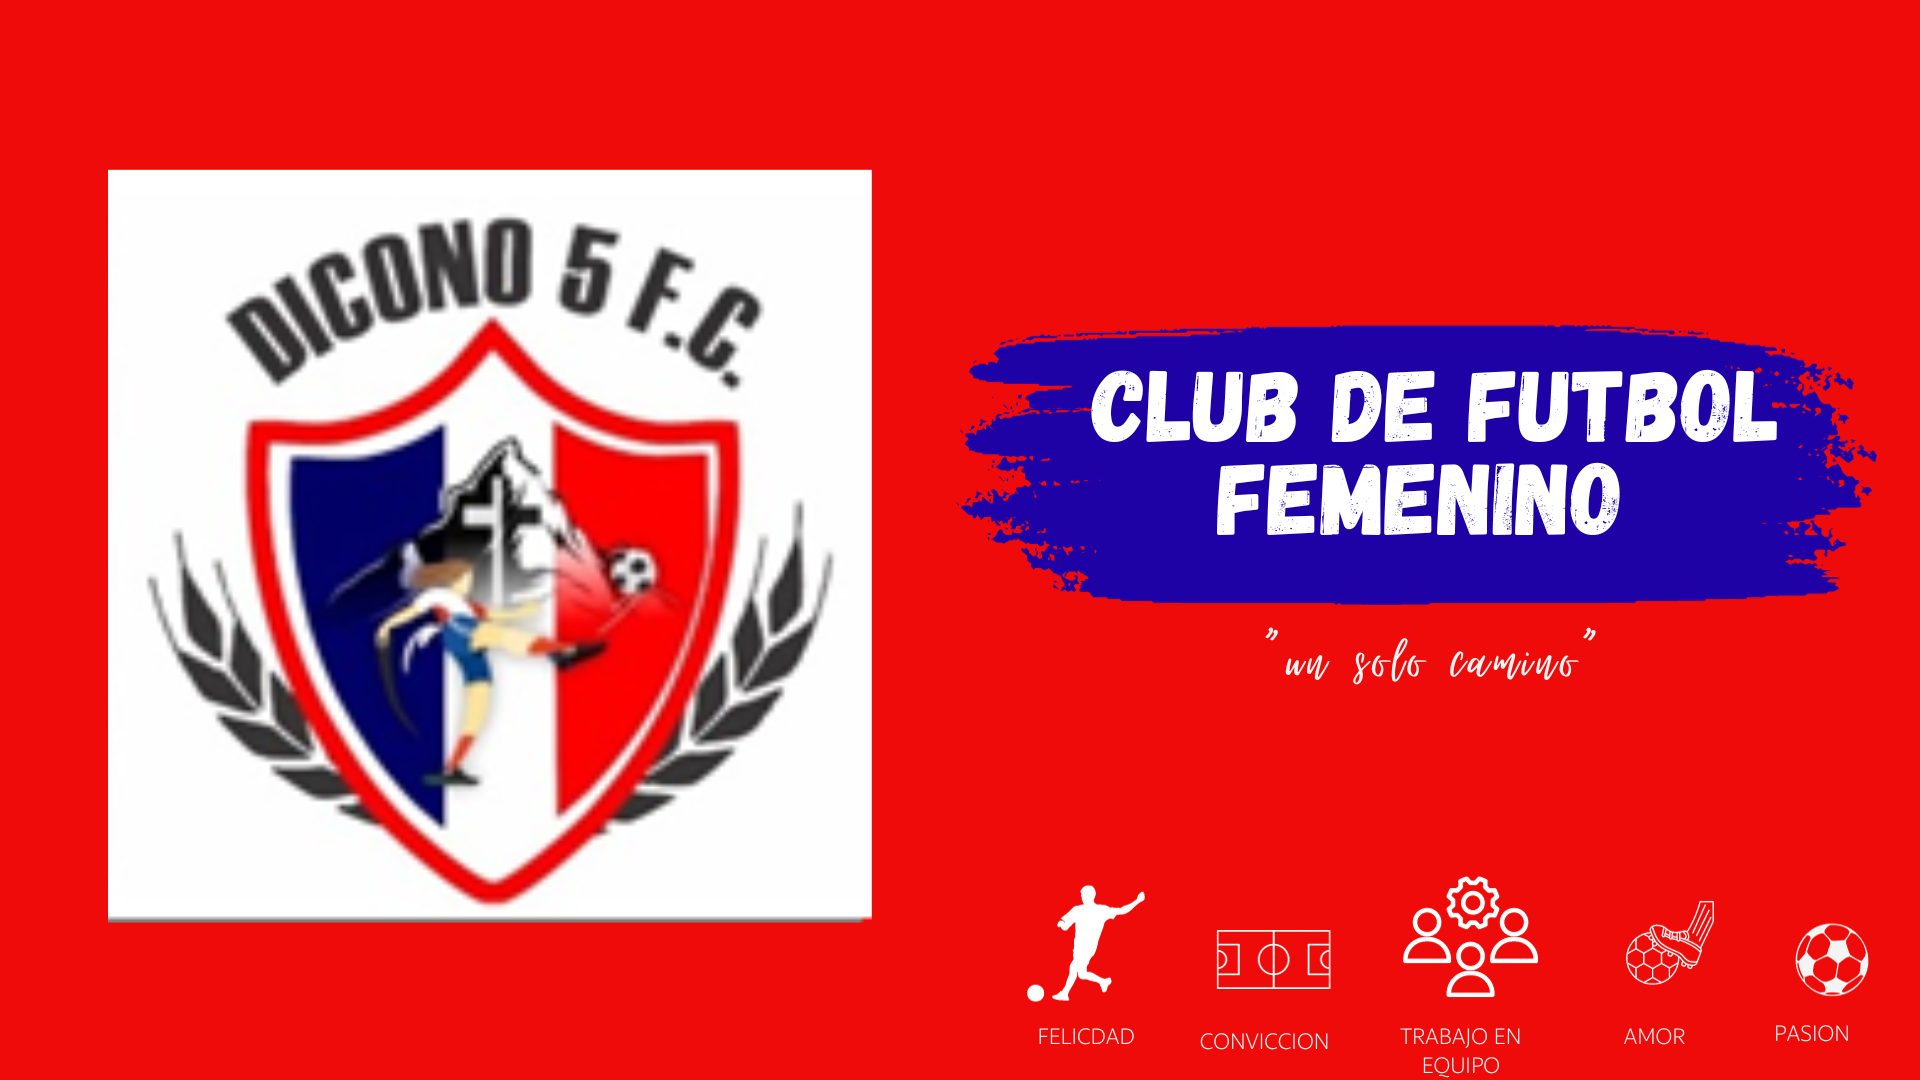 DICONO 5 F.C.
CLUB DE FUTBOL
FEMENINO
"un solo camino"
FELICDAD
CONVICCION
TRABAJO EN
EQUIPO
AMOR
PASION